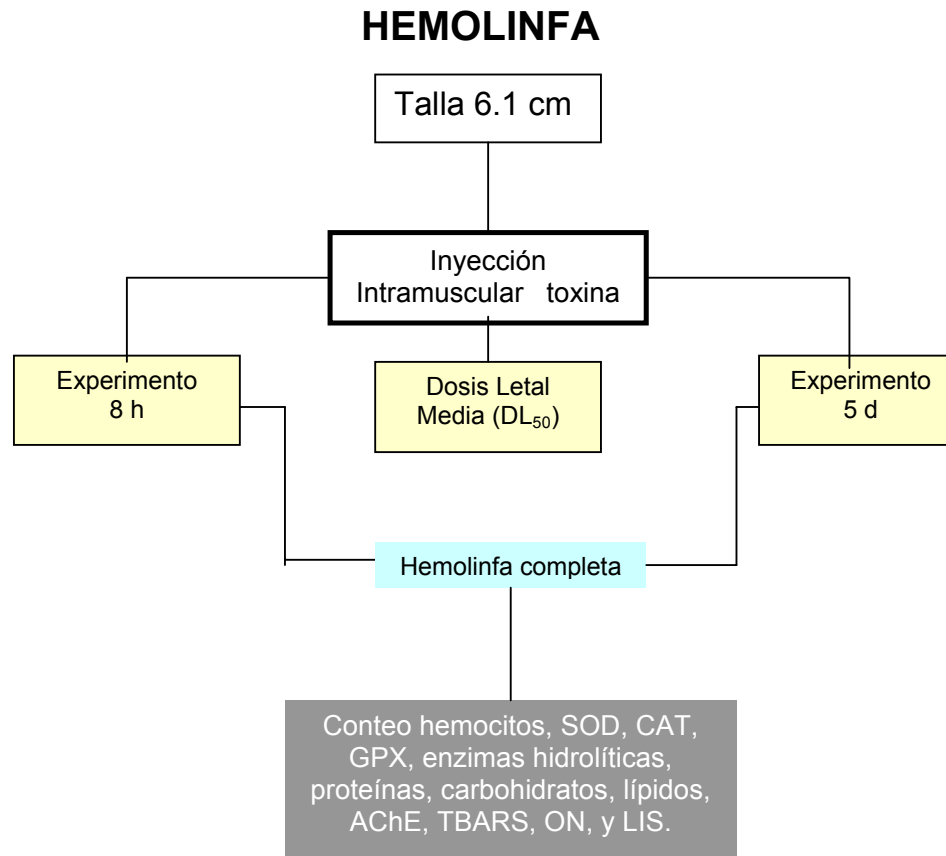 HEMOLINFA
Talla 6.1 cm
Inyección
Intramuscular toxina
Experimento
8 h
Dosis Letal
Media (DL₅₀)
Experimento
5 d
Hemolinfa completa
Conteo hemocitos, SOD, CAT,
GPX, enzimas hidrolíticas,
proteínas, carbohidratos, lípidos,
AChE, TBARS, ON, y LIS.